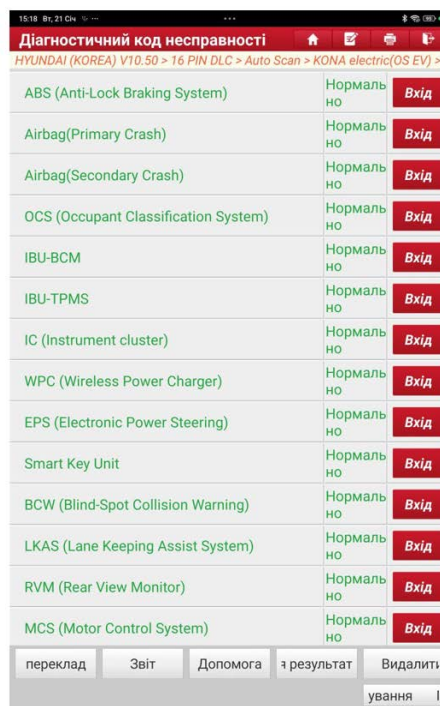 15:18 Вт, 21 Січ
Діагностичний код несправності
HYUNDAI (KOREA) V10.50 > 16 PIN DLC > Auto Scan > KONA electric(OS EV) >
ABS (Anti-Lock Braking System) Нормаль
но Вхід
Airbag(Primary Crash) Нормаль
но Вхід
Airbag(Secondary Crash) Нормаль
но Вхід
OCS (Occupant Classification System) Нормаль
но Вхід
IBU-BCM Нормаль
но Вхід
IBU-TPMS Нормаль
но Вхід
IC (Instrument cluster) Нормаль
но Вхід
WPC (Wireless Power Charger) Нормаль
но Вхід
EPS (Electronic Power Steering) Нормаль
но Вхід
Smart Key Unit Нормаль
но Вхід
BCW (Blind-Spot Collision Warning) Нормаль
но Вхід
LKAS (Lane Keeping Assist System) Нормаль
но Вхід
RVM (Rear View Monitor) Нормаль
но Вхід
MCS (Motor Control System) Нормаль
но Вхід
переклад Звіт Допомога результат Видалити
ування